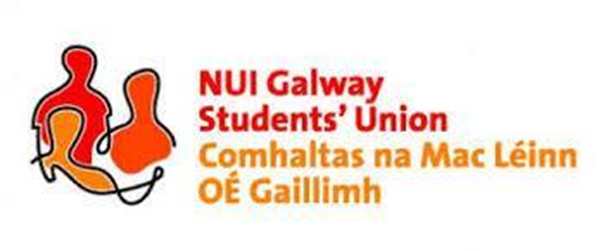 NUI Galway
Students' Union
Comhaltas na Mac Léinn
OÉ Gaillimh